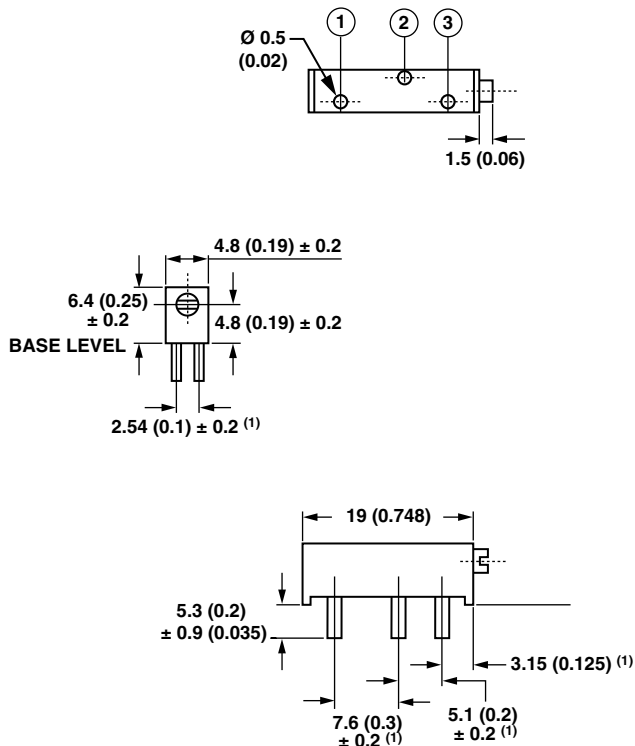 1 2 3
Ø 0.5
(0.02)
1.5 (0.06)
4.8 (0.19) ± 0.2
6.4 (0.25)
± 0.2
4.8 (0.19) ± 0.2
BASE LEVEL
2.54 (0.1) ± 0.2 (1)
19 (0.748)
5.3 (0.2)
± 0.9 (0.035)
3.15 (0.125) (1)
7.6 (0.3)
± 0.2 (1)
5.1 (0.2)
± 0.2 (1)